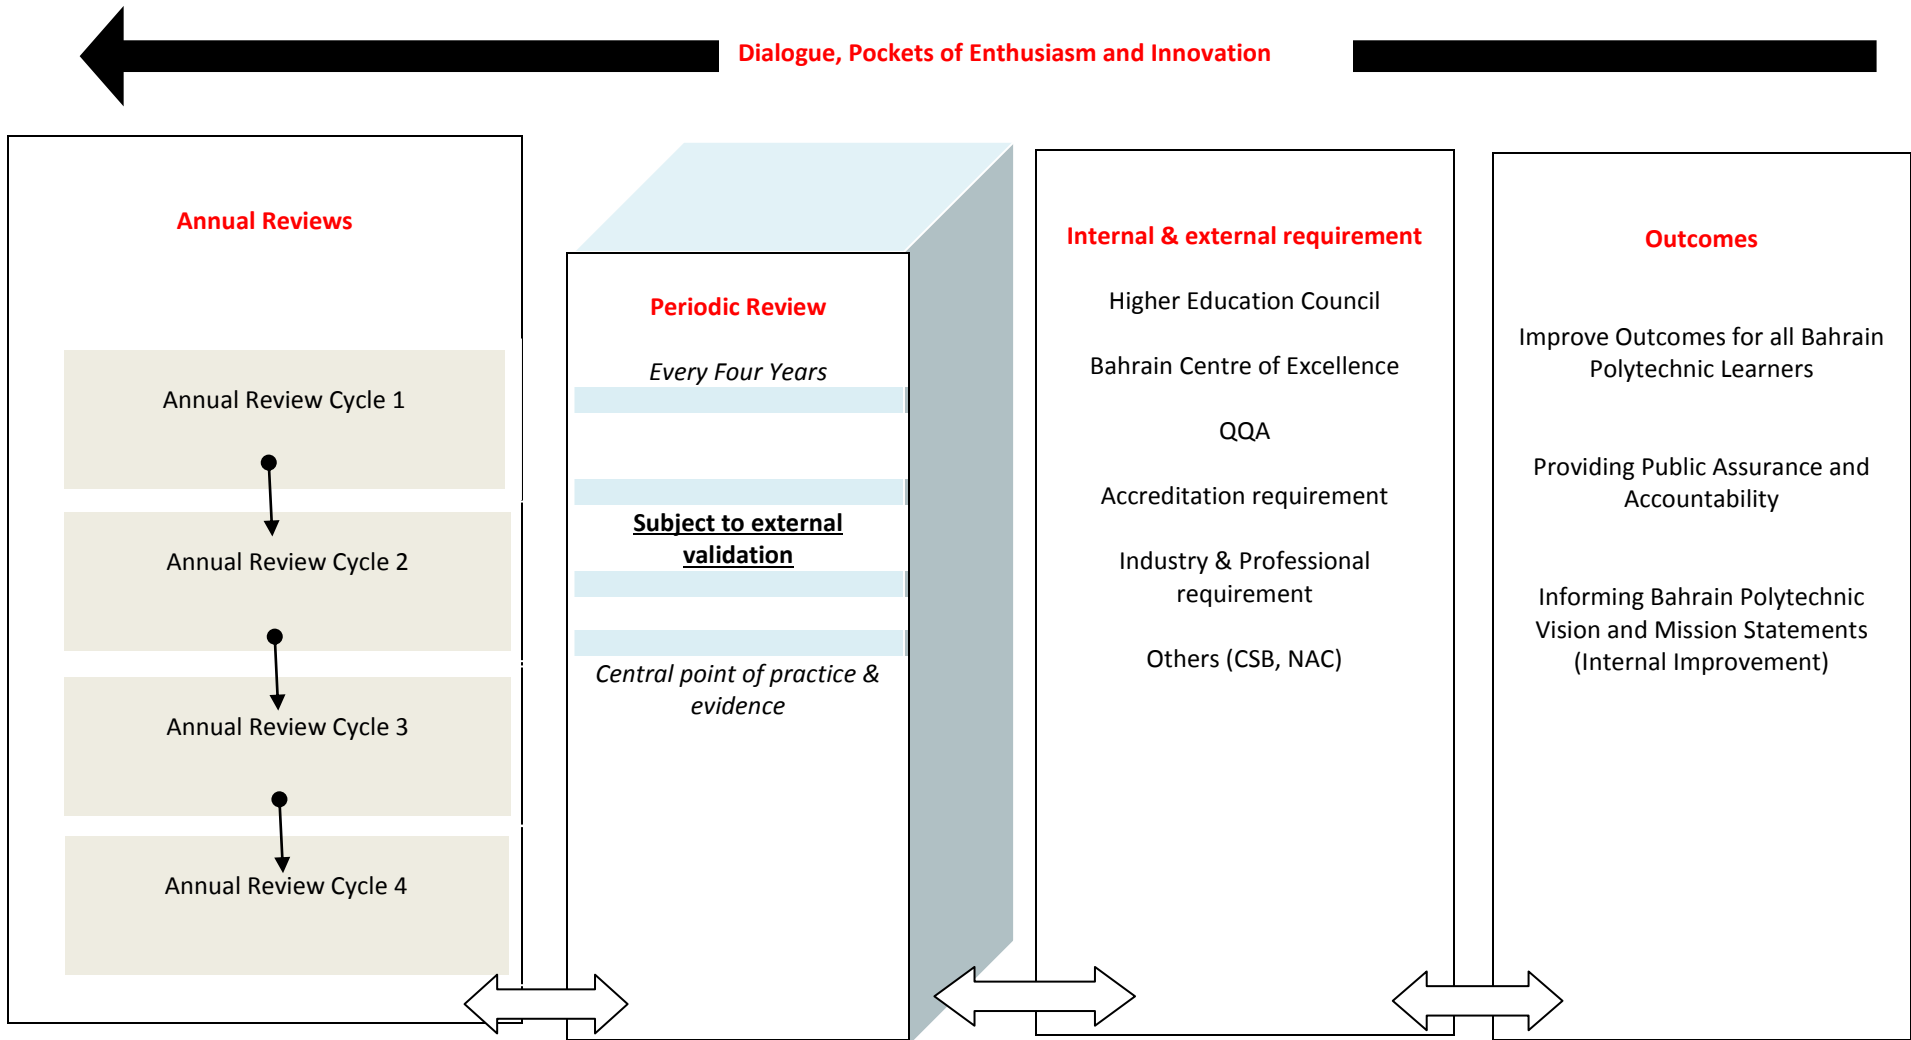 Dialogue, Pockets of Enthusiasm and Innovation
Annual Reviews
Annual Review Cycle 1
Annual Review Cycle 2
Annual Review Cycle 3
Annual Review Cycle 4
Periodic Review
Every Four Years
Subject to external
validation
Central point of practice &
evidence
Internal & external requirement
Higher Education Council
Bahrain Centre of Excellence
QQA
Accreditation requirement
Industry & Professional
requirement
Others (CSB, NAC)
Outcomes
Improve Outcomes for all Bahrain
Polytechnic Learners
Providing Public Assurance and
Accountability
Informing Bahrain Polytechnic
Vision and Mission Statements
(Internal Improvement)